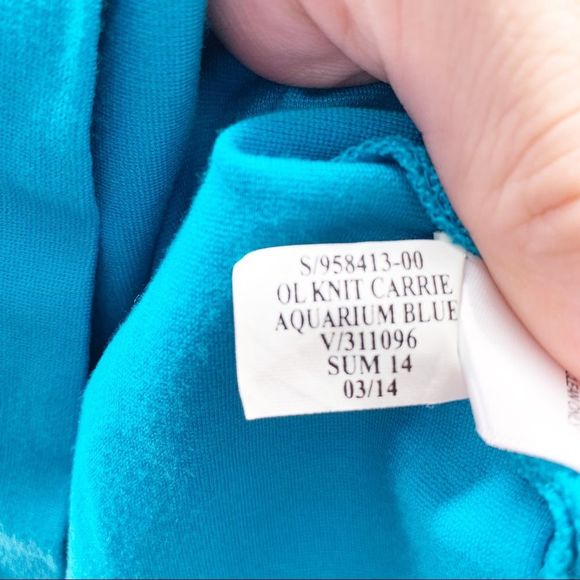 S/958413-00
OL KNIT CARRIE
AQUARIUM BLUE
V/311096
SUM 14
03/14